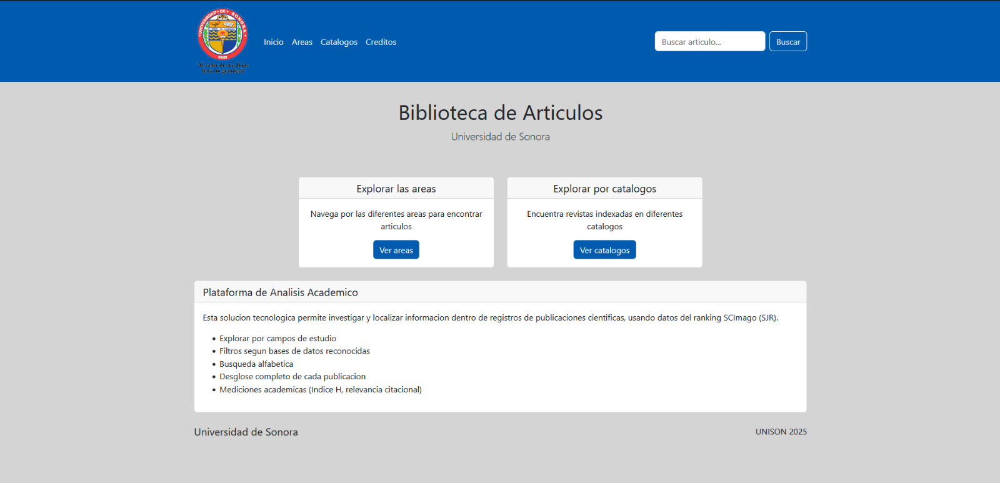 UNIVERSIDAD DE SONORA
1942
"El saber de mis hijos
hará mi grandeza"
Inicio Areas Catalogos Creditos
Buscar articulo... Buscar
Biblioteca de Articulos
Universidad de Sonora
Explorar las areas
Navega por las diferentes areas para encontrar
articulos
Ver areas
Explorar por catalogos
Encuentra revistas indexadas en diferentes
catalogos
Ver catalogos
Plataforma de Analisis Academico
Esta solucion tecnologica permite investigar y localizar informacion dentro de registros de publicaciones cientificas, usando datos del ranking SCImago (SJR).
Explorar por campos de estudio
Filtros segun bases de datos reconocidas
Busqueda alfabetica
Desglose completo de cada publicacion
Mediciones academicas (Indice H, relevancia citacional)
Universidad de Sonora
UNISON 2025